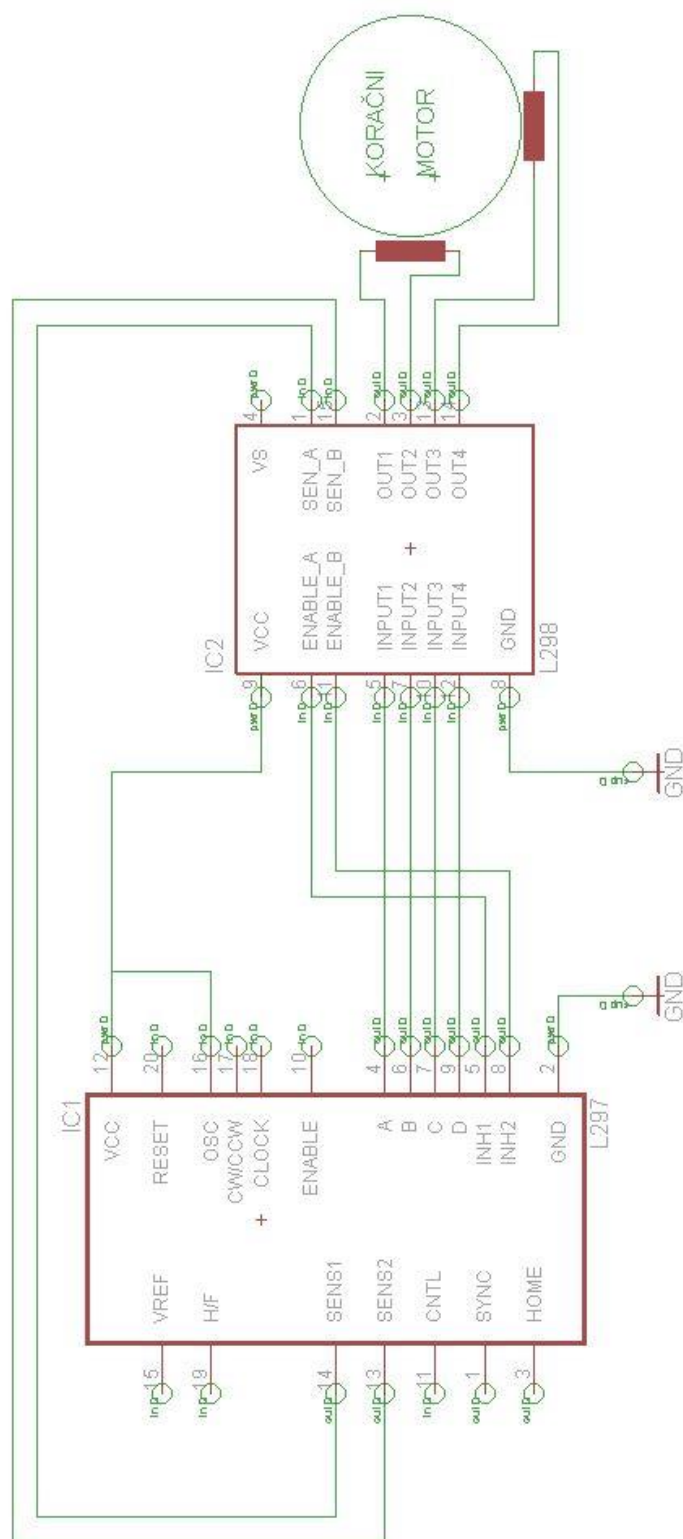 KORAČNI
MOTOR
IC2
L298
VCC
ENABLE_A
ENABLE_B
INPUT1
INPUT2
INPUT3
INPUT4
GND
VS
SEN_A
SEN_B
OUT1
OUT2
OUT3
OUT4
9
6
11
5
7
10
12
8
4
1
15
2
3
13
14
GND
GND
IC1
L297
VREF
H/F
SENS1
SENS2
CNTL
SYNC
HOME
VCC
RESET
OSC
CW/CCW
CLOCK
ENABLE
A
B
C
D
INH1
INH2
GND
15
19
14
13
11
1
3
12
20
16
17
18
10
4
6
7
9
5
8
2